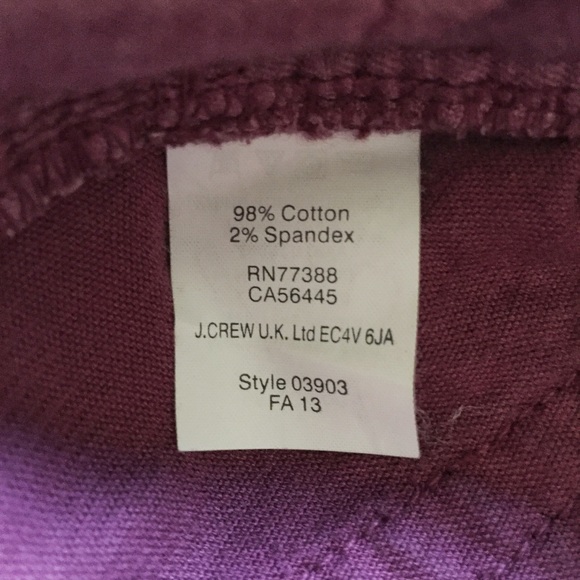 98% Cotton
2% Spandex
RN77388
CA56445
J.CREW U.K. Ltd EC4V 6JA
Style 03903
FA 13